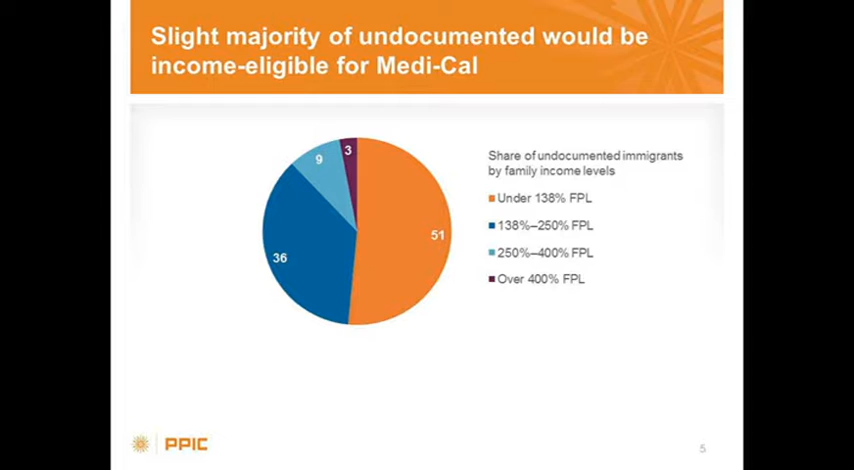 Slight majority of undocumented would be
income-eligible for Medi-Cal
3
9
51
36
Share of undocumented immigrants
by family income levels
Under 138% FPL
138%–250% FPL
250%–400% FPL
Over 400% FPL
PPIC
5